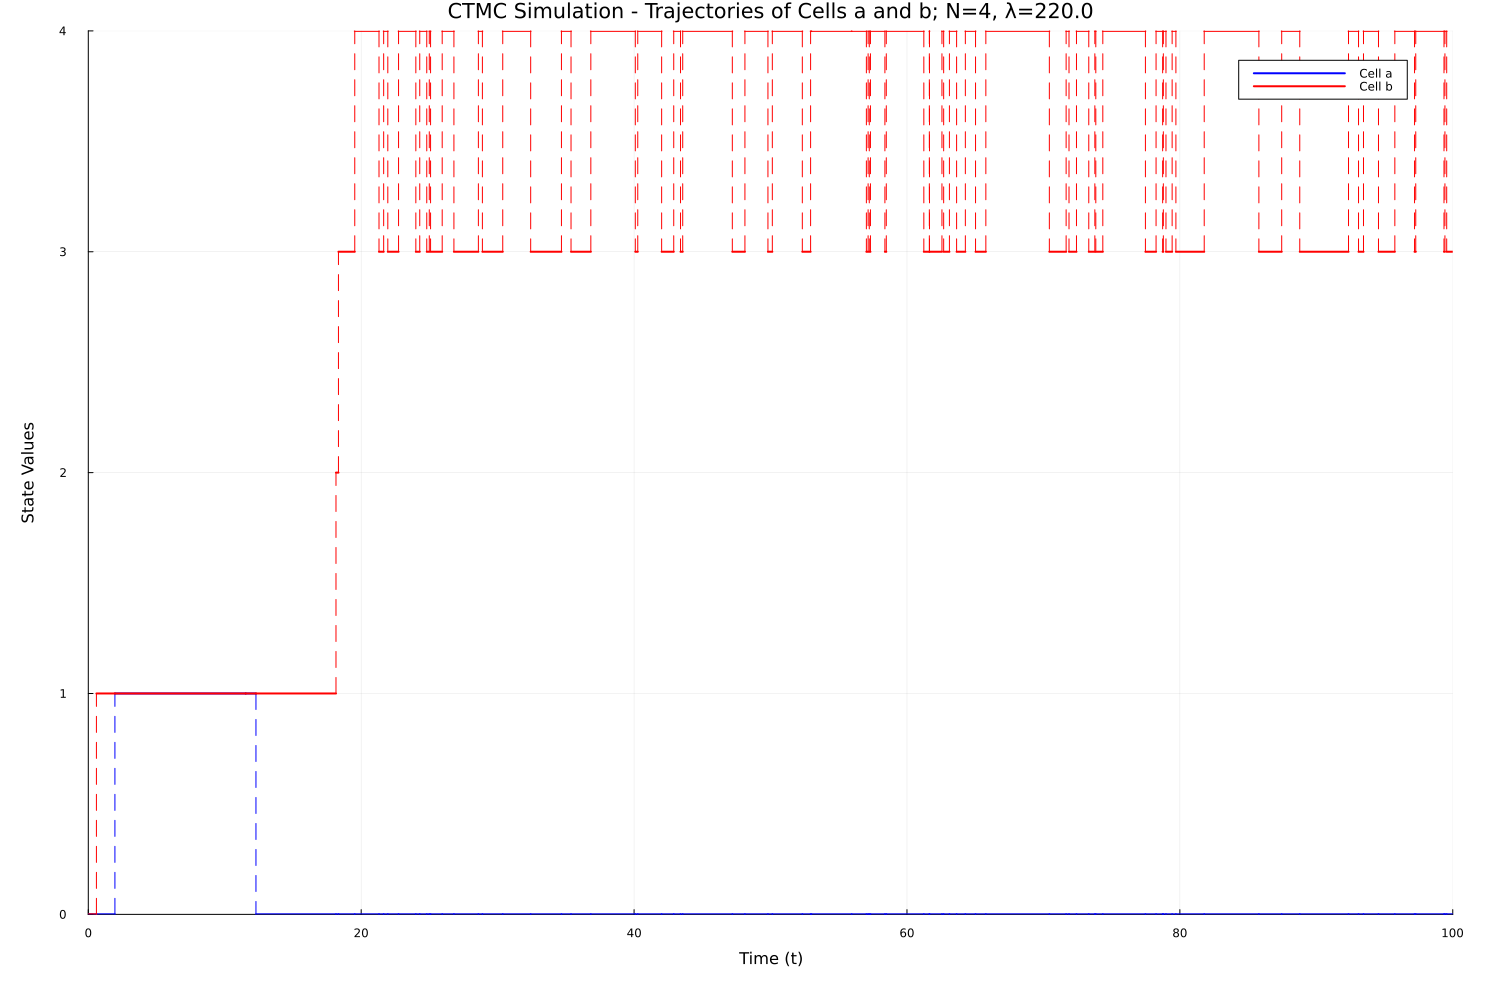 CTMC Simulation - Trajectories of Cells a and b; N=4, λ=220.0
Cell a
Cell b
State Values
4
3
2
1
0
0 20 40 60 80 100
Time (t)